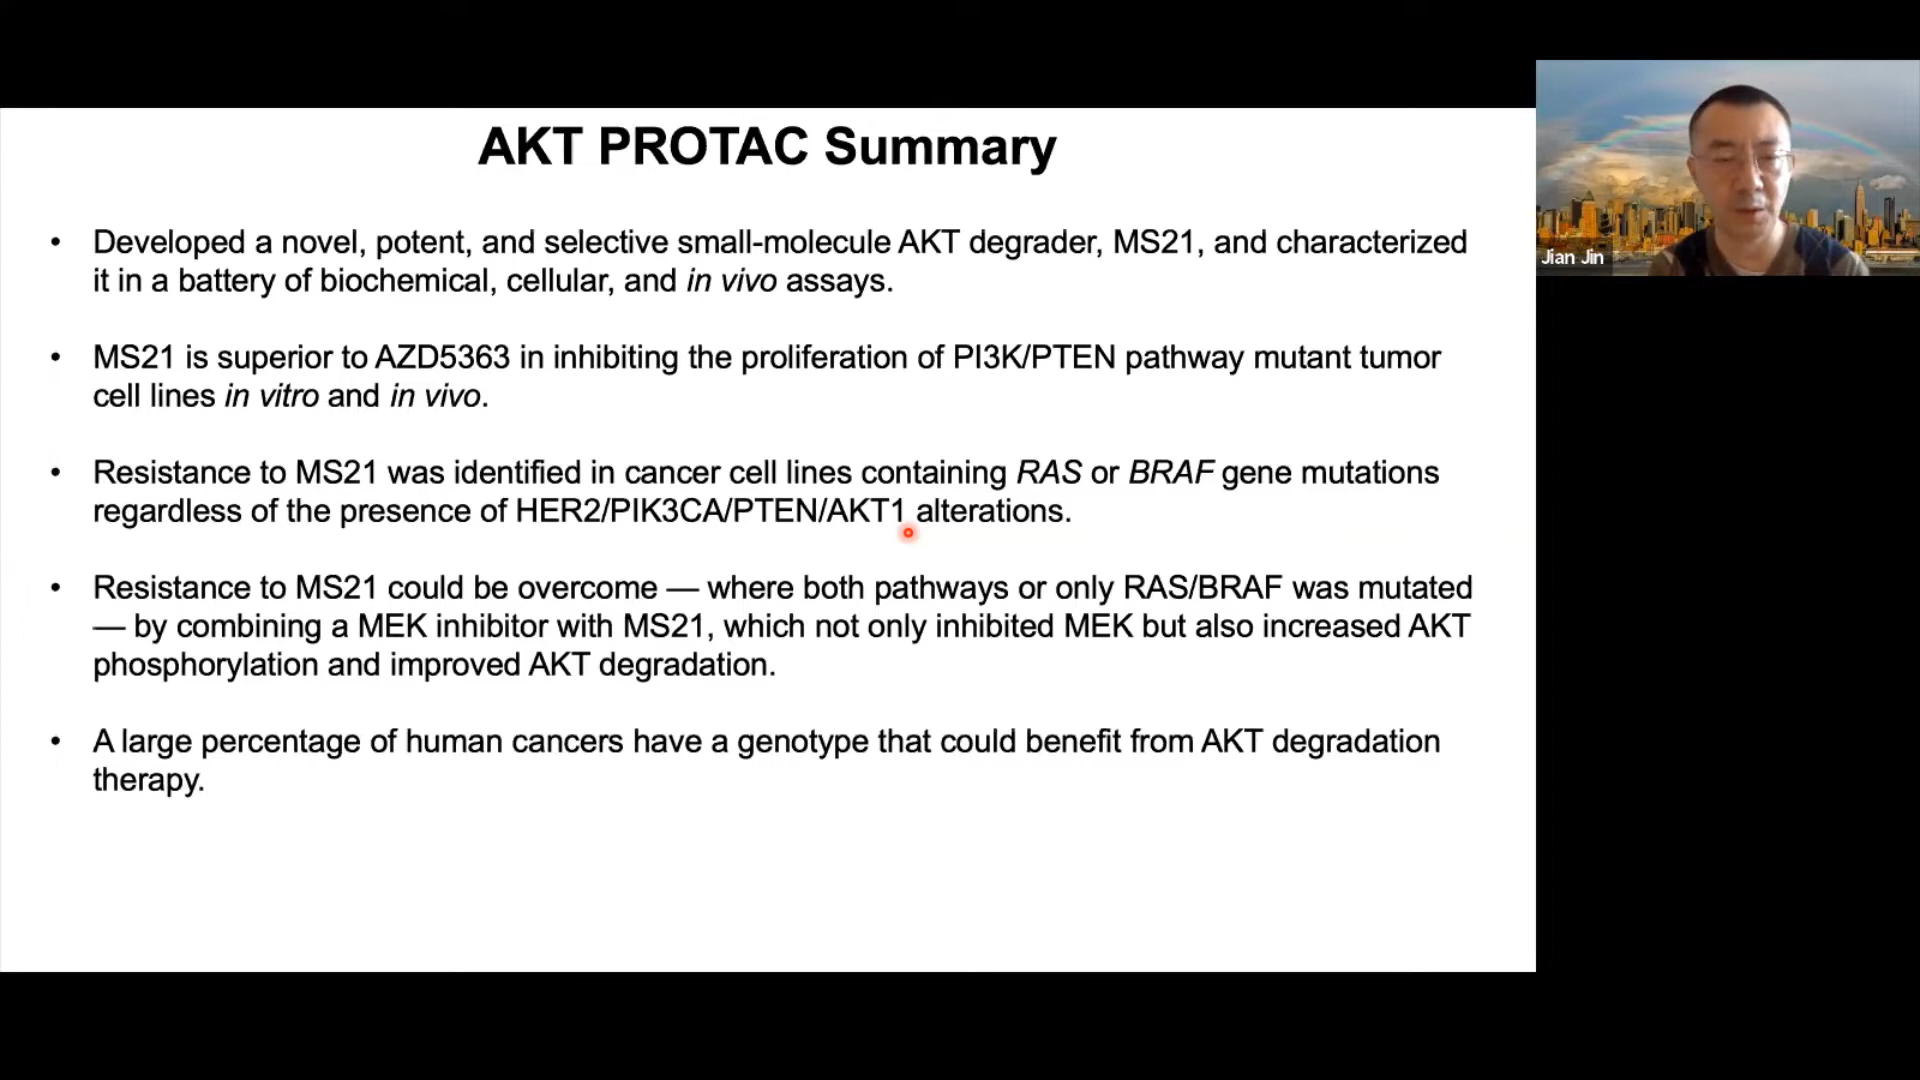 AKT PROTAC Summary
• Developed a novel, potent, and selective small-molecule AKT degrader, MS21, and characterized
it in a battery of biochemical, cellular, and in vivo assays.
• MS21 is superior to AZD5363 in inhibiting the proliferation of PI3K/PTEN pathway mutant tumor
cell lines in vitro and in vivo.
• Resistance to MS21 was identified in cancer cell lines containing RAS or BRAF gene mutations
regardless of the presence of HER2/PIK3CA/PTEN/AKT1 alterations.
• Resistance to MS21 could be overcome — where both pathways or only RAS/BRAF was mutated
— by combining a MEK inhibitor with MS21, which not only inhibited MEK but also increased AKT
phosphorylation and improved AKT degradation.
• A large percentage of human cancers have a genotype that could benefit from AKT degradation
therapy.
Jian Jin